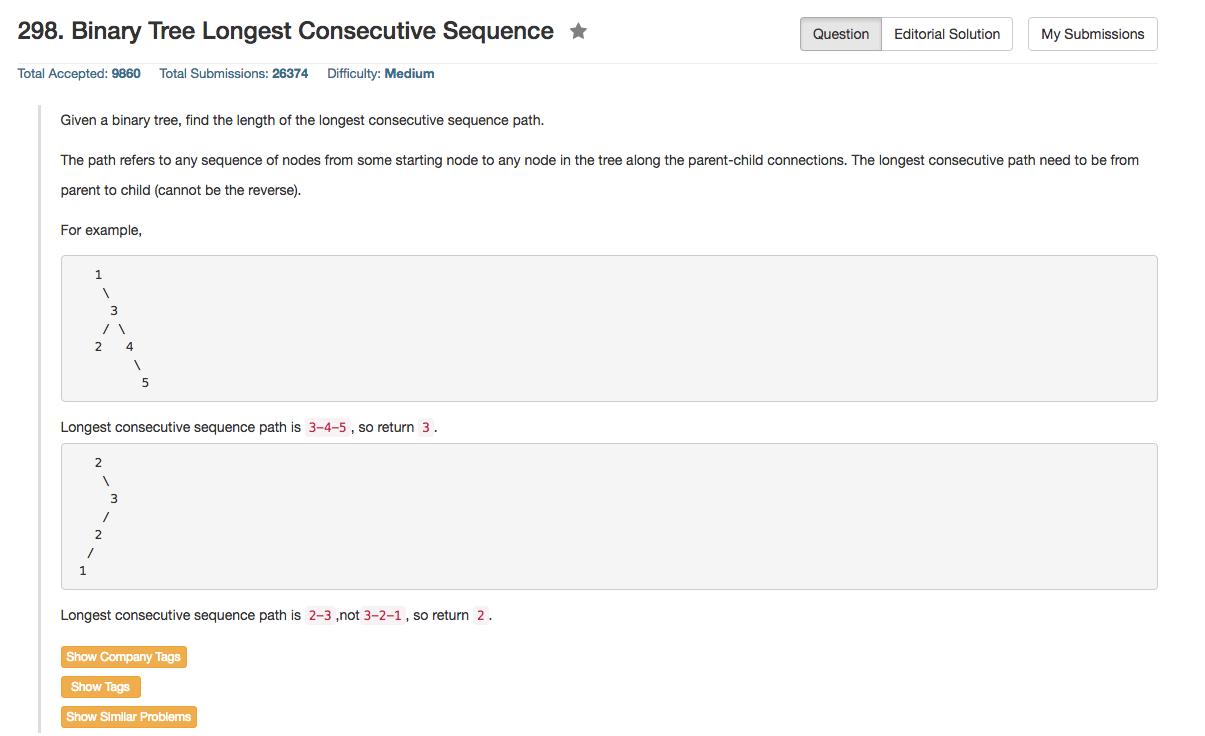 298. Binary Tree Longest Consecutive Sequence ★
Question Editorial Solution My Submissions
Total Accepted: 9860 Total Submissions: 26374 Difficulty: Medium
Given a binary tree, find the length of the longest consecutive sequence path.
The path refers to any sequence of nodes from some starting node to any node in the tree along the parent-child connections. The longest consecutive path need to be from
parent to child (cannot be the reverse).
For example,
1
\
3
/ \
2 4
\
5
Longest consecutive sequence path is 3-4-5 , so return 3 .
2
\
3
/
2
/
1
Longest consecutive sequence path is 2-3 ,not 3-2-1 , so return 2 .
Show Company Tags
Show Tags
Show Similar Problems